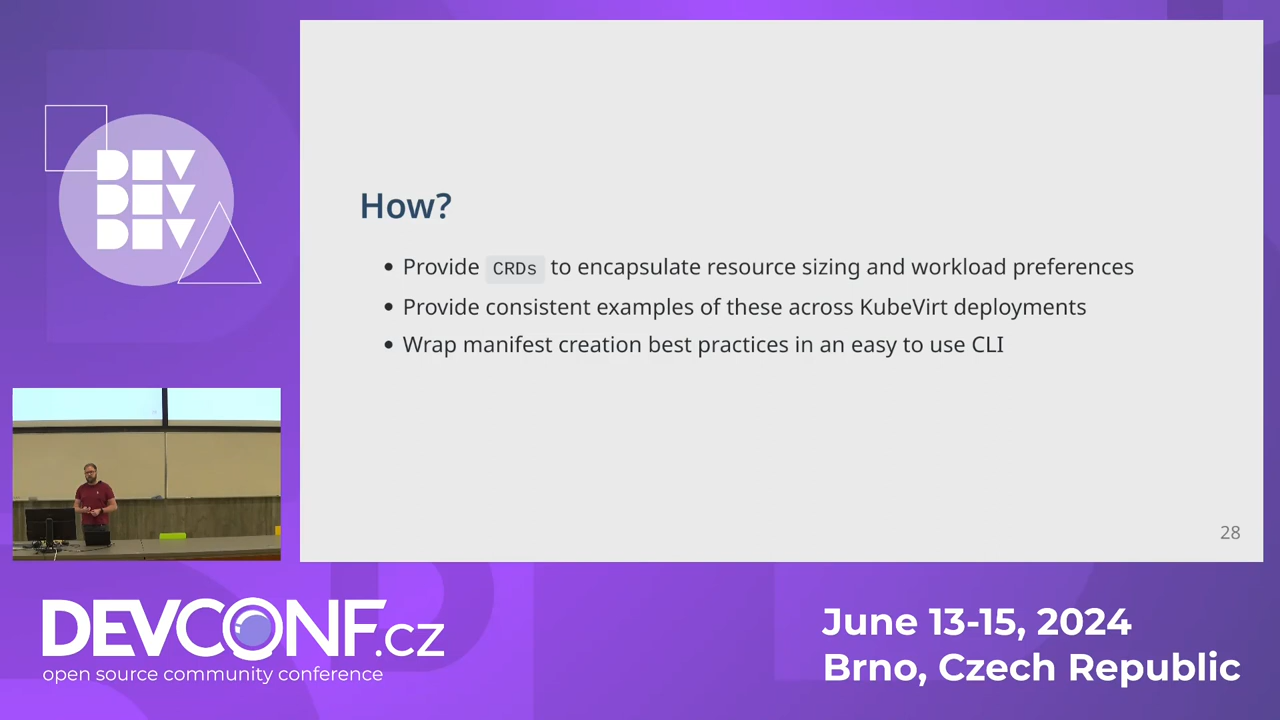 DEV
DEV
DEV
How?
Provide CRDs to encapsulate resource sizing and workload preferences
Provide consistent examples of these across KubeVirt deployments
Wrap manifest creation best practices in an easy to use CLI
28
DEVCONF.cz
open source community conference
June 13-15, 2024
Brno, Czech Republic